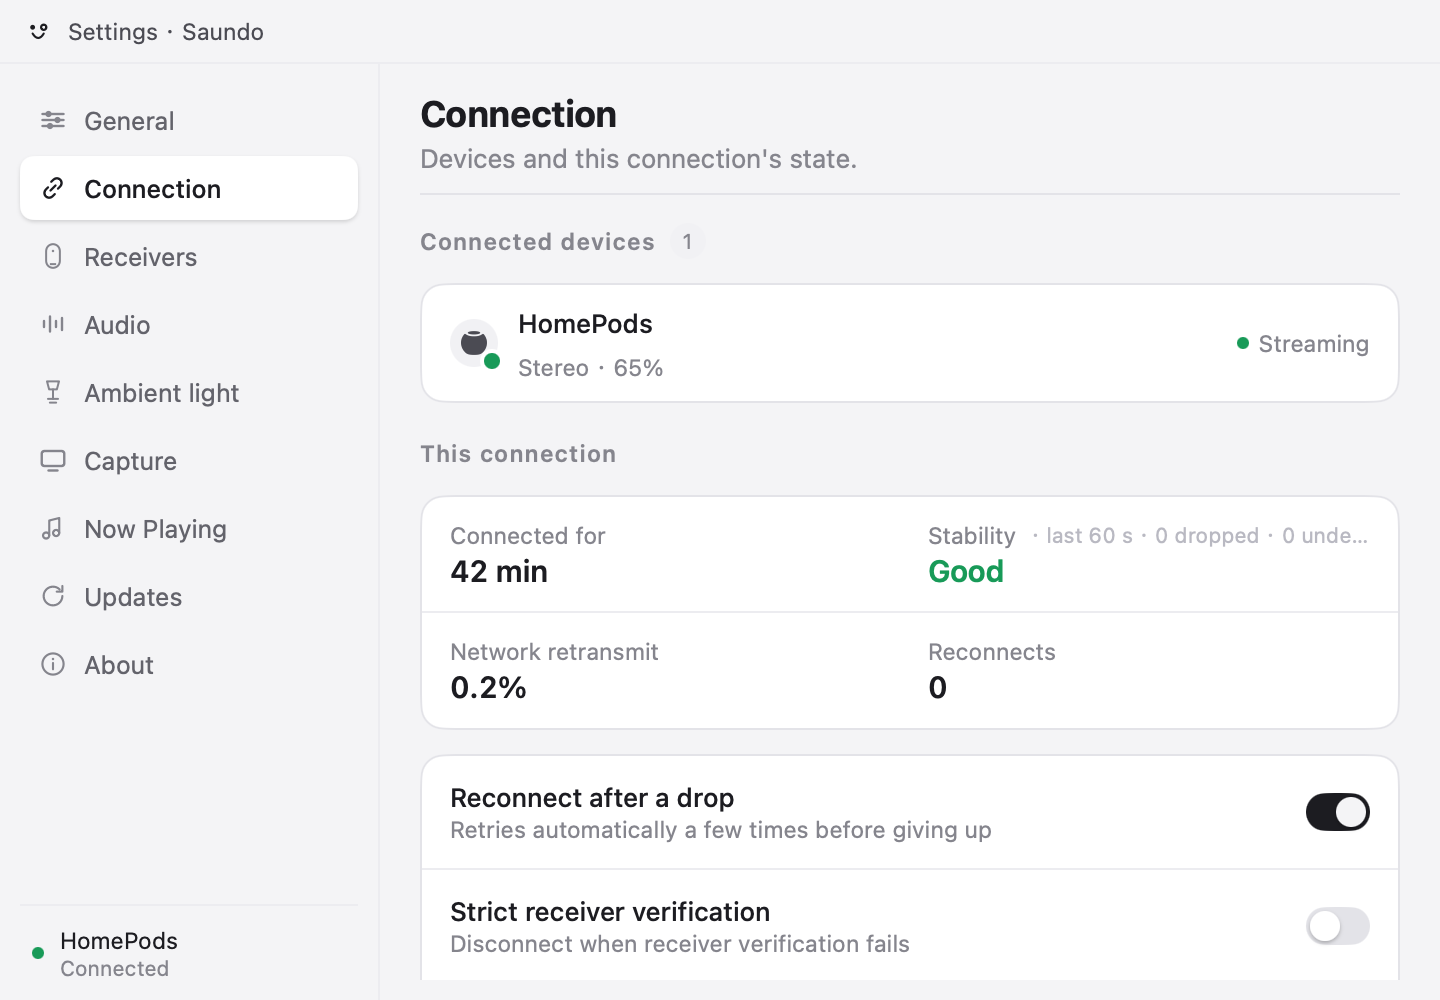 Settings · Saundo
General
Connection
Receivers
Audio
Ambient light
Capture
Now Playing
Updates
About
HomePods
Connected
Connection
Devices and this connection's state.
Connected devices 1
HomePods
Stereo · 65%
Streaming
This connection
Connected for
42 min
Stability · last 60 s · 0 dropped · 0 unde…
Good
Network retransmit
0.2%
Reconnects
0
Reconnect after a drop
Retries automatically a few times before giving up
Strict receiver verification
Disconnect when receiver verification fails